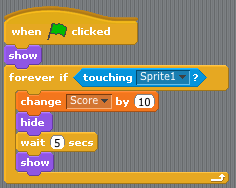 when clicked
show
forever if touching Sprite1 ?
change Score by 10
hide
wait 5 secs
show